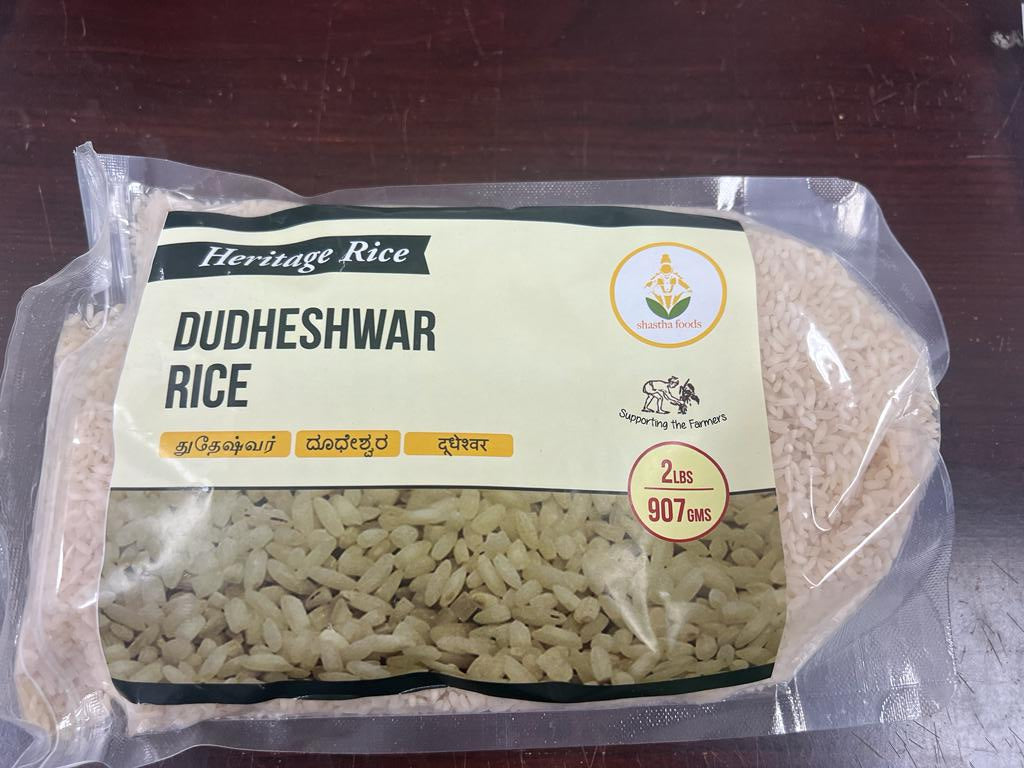 Heritage Rice
DUDHESHWAR
RICE
துதேஷ்வர்
ದೂಧೇಶ್ವರ
दूधेश्वर
shastha foods
Supporting the Farmers
2LBS
907GMS